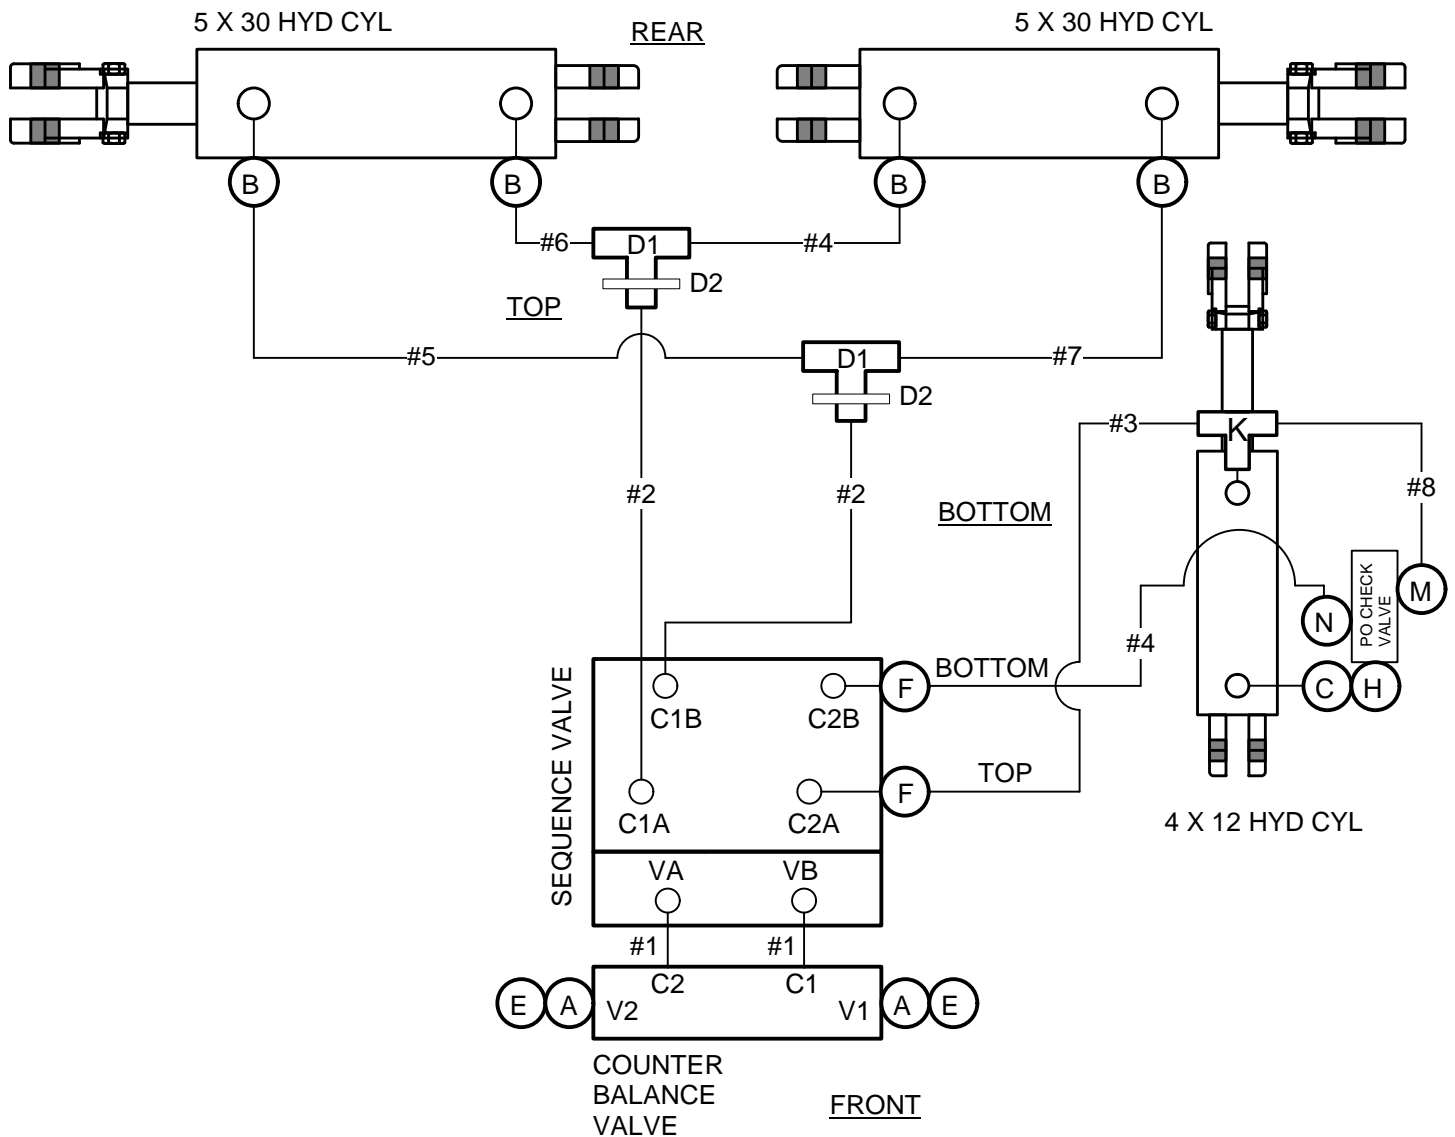 5 X 30 HYD CYL
REAR
5 X 30 HYD CYL
B
B
B
B
#6
D1
#4
D2
TOP
#5
D1
#7
D2
#3
K
#2
#2
#8
BOTTOM
PO CHECK
VALVE
M
N
#4
SEQUENCE VALVE
BOTTOM
F
C
H
C1B
C2B
TOP
F
C1A
C2A
4 X 12 HYD CYL
VA
VB
#1
#1
C2
C1
E
A
V2
V1
A
E
COUNTER
BALANCE
VALVE
FRONT